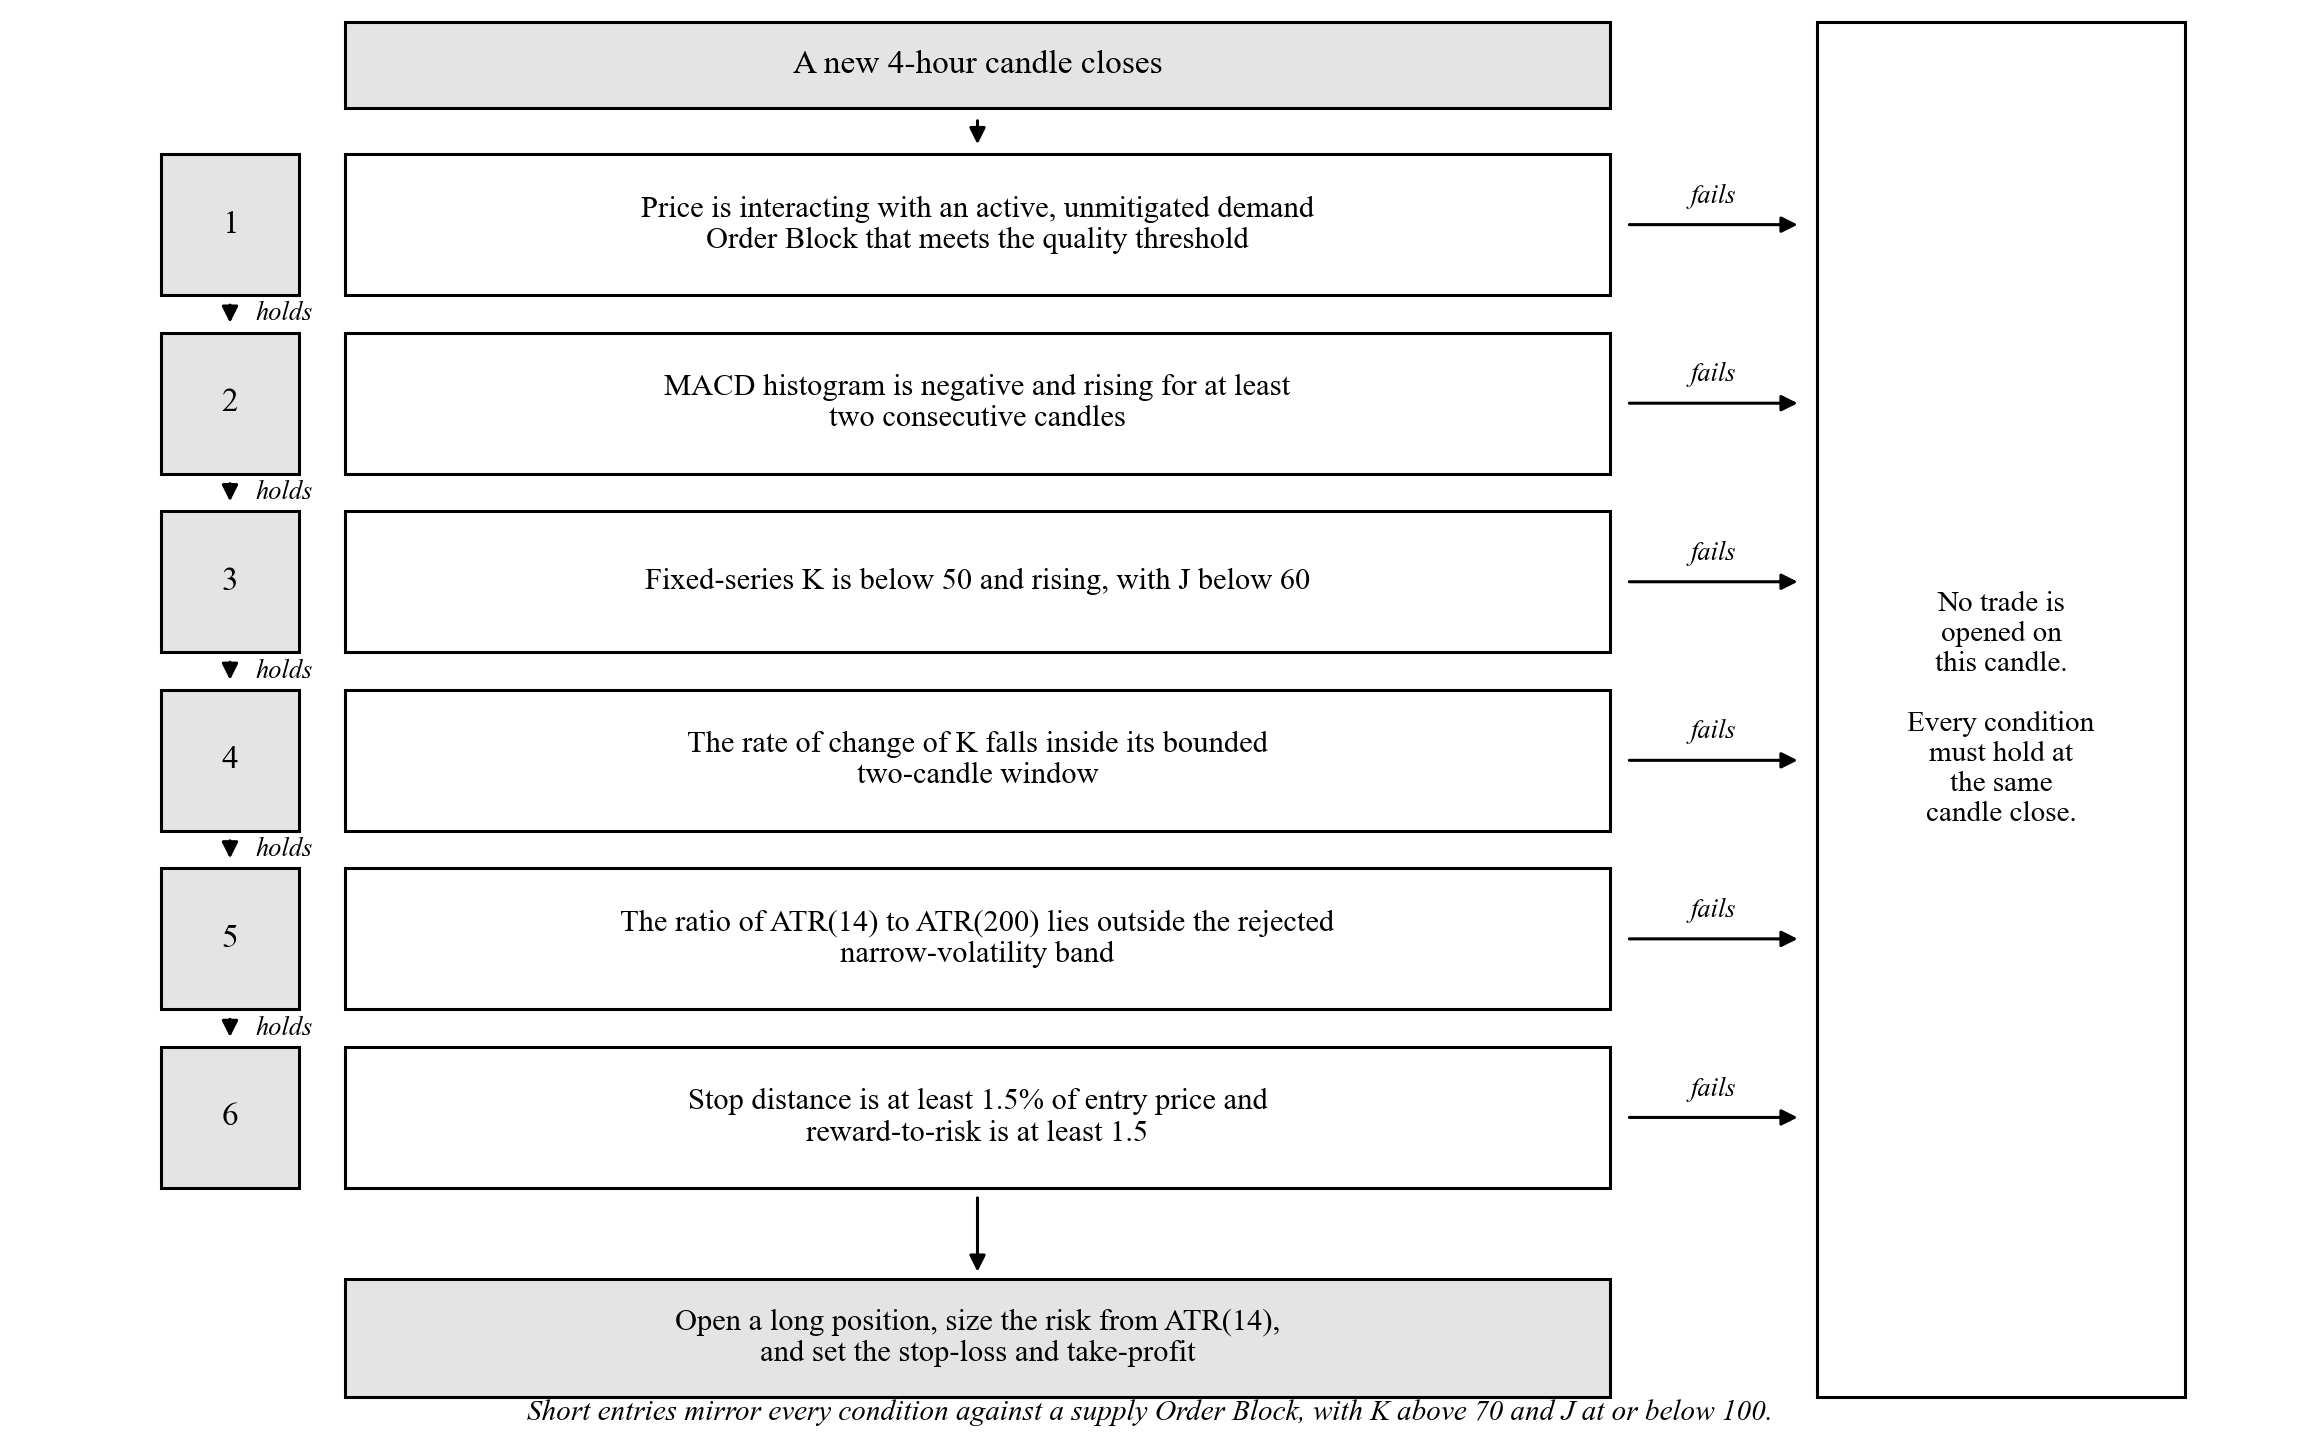 A new 4-hour candle closes
1
Price is interacting with an active, unmitigated demand
Order Block that meets the quality threshold
fails
holds
2
MACD histogram is negative and rising for at least
two consecutive candles
fails
holds
3
Fixed-series K is below 50 and rising, with J below 60
fails
holds
4
The rate of change of K falls inside its bounded
two-candle window
fails
holds
5
The ratio of ATR(14) to ATR(200) lies outside the rejected
narrow-volatility band
fails
holds
6
Stop distance is at least 1.5% of entry price and
reward-to-risk is at least 1.5
fails
No trade is
opened on
this candle.
Every condition
must hold at
the same
candle close.
Open a long position, size the risk from ATR(14),
and set the stop-loss and take-profit
Short entries mirror every condition against a supply Order Block, with K above 70 and J at or below 100.